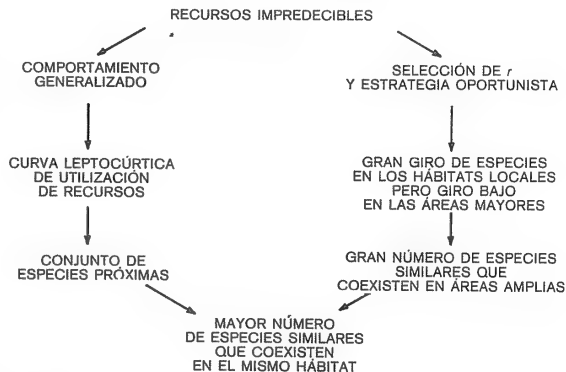 RECURSOS IMPREDECIBLES
COMPORTAMIENTO
GENERALIZADO
SELECCIÓN DE r
Y ESTRATEGIA OPORTUNISTA
CURVA LEPTOCÚRTICA
DE UTILIZACIÓN
DE RECURSOS
GRAN GIRO DE ESPECIES
EN LOS HÁBITATS LOCALES
PERO GIRO BAJO
EN LAS ÁREAS MAYORES
CONJUNTO DE
ESPECIES PRÓXIMAS
GRAN NÚMERO DE ESPECIES
SIMILARES QUE
COEXISTEN EN ÁREAS AMPLIAS
MAYOR NÚMERO
DE ESPECIES SIMILARES
QUE COEXISTEN
EN EL MISMO HÁBITAT